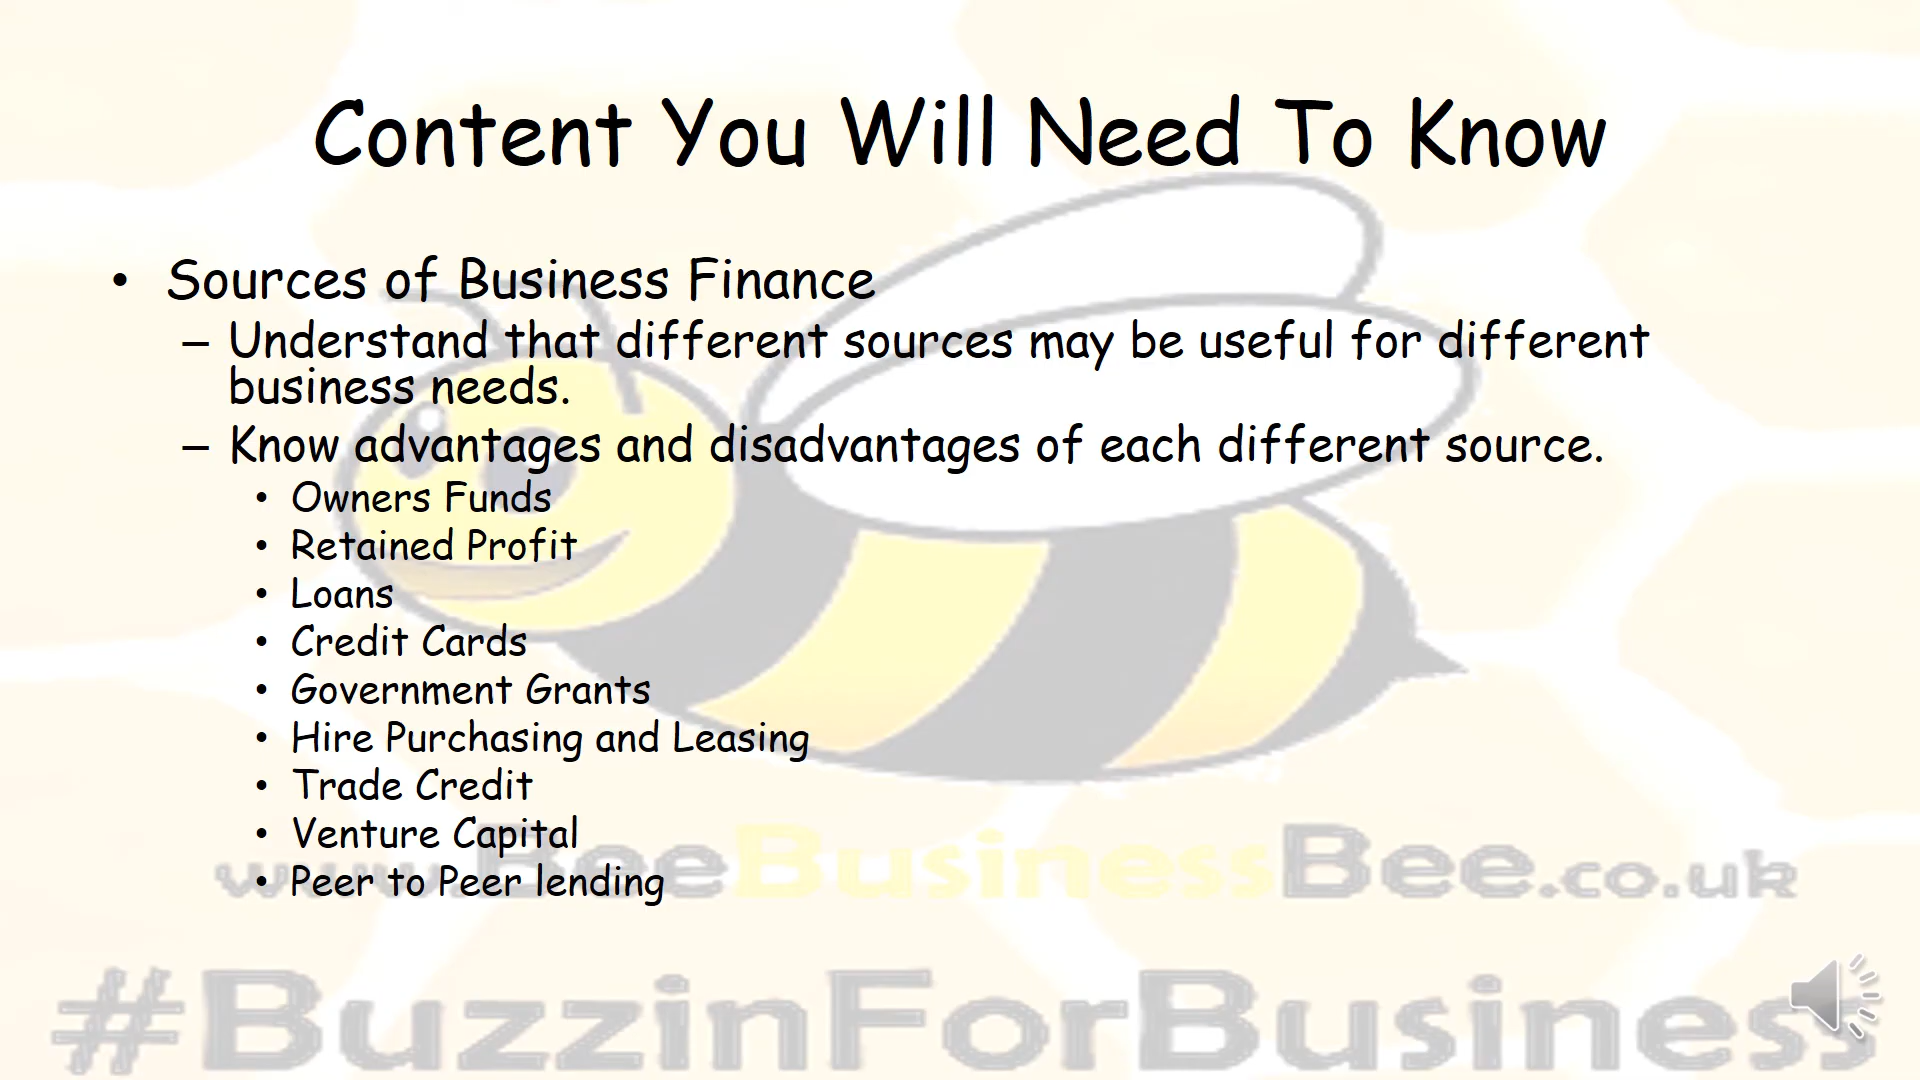 Content You Will Need To Know
• Sources of Business Finance
– Understand that different sources may be useful for different
business needs.
– Know advantages and disadvantages of each different source.
• Owners Funds
• Retained Profit
• Loans
• Credit Cards
• Government Grants
• Hire Purchasing and Leasing
• Trade Credit
• Venture Capital
• Peer to Peer lending
www.BeeBusinessBee.co.uk
#BuzzinForBusiness